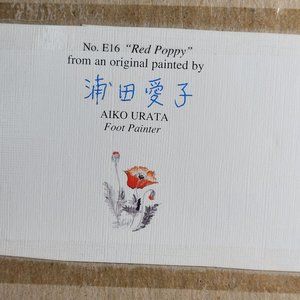 No. E16 "Red Poppy"
from an original painted by
浦田愛子
AIKO URATA
Foot Painter